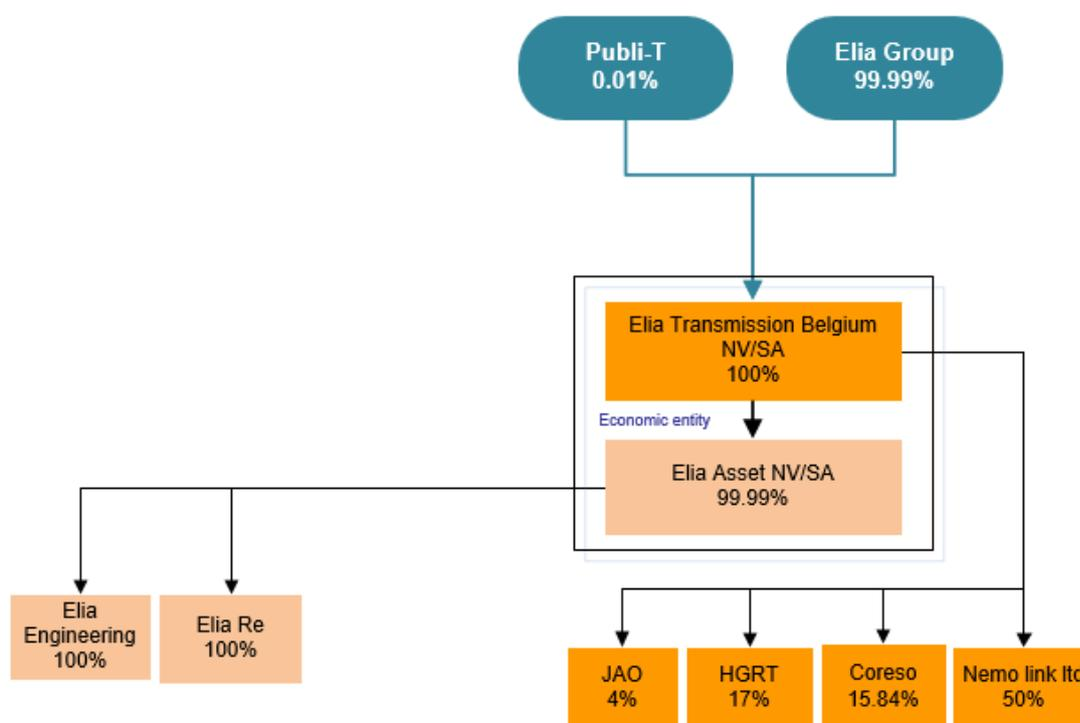 Publi-T
0.01%
Elia Group
99.99%
Elia Transmission Belgium
NV/SA
100%
Economic entity
Elia Asset NV/SA
99.99%
Elia
Engineering
100%
Elia Re
100%
JAO
4%
HGRT
17%
Coreso
15.84%
Nemo link
50%